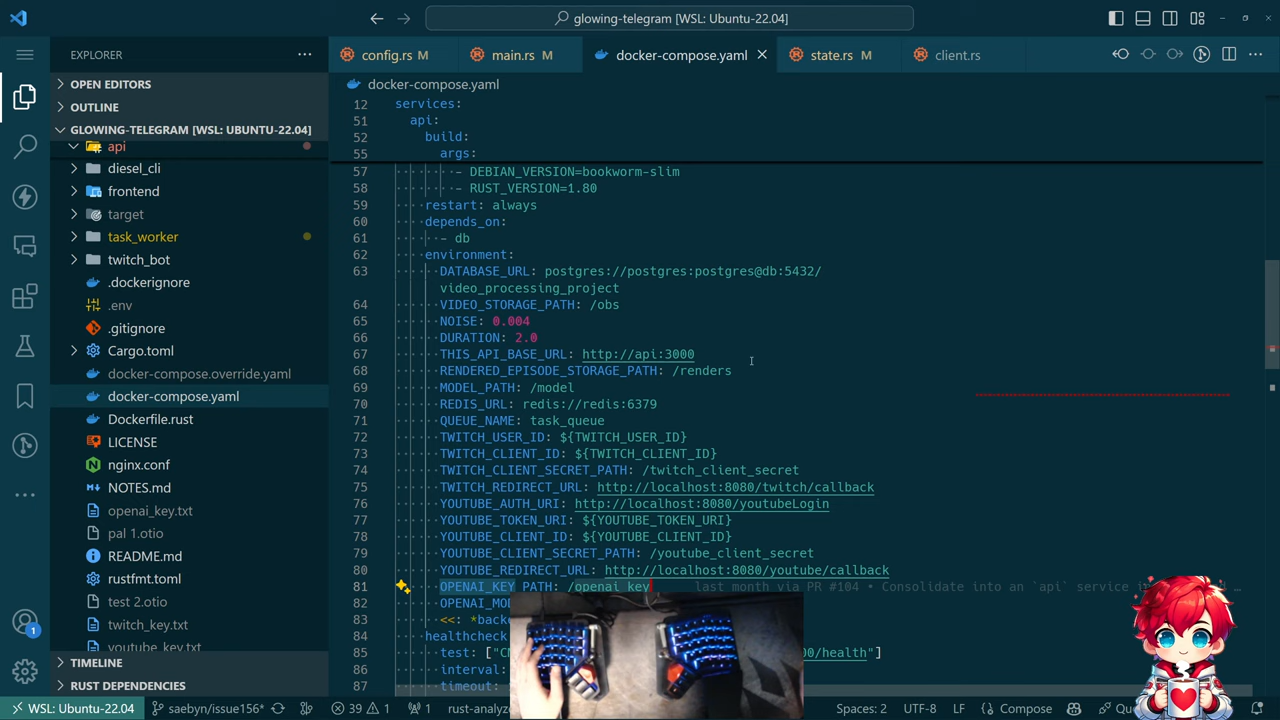 glowing-telegram [WSL: Ubuntu-22.04]
EXPLORER
OPEN EDITORS
OUTLINE
GLOWING-TELEGRAM [WSL: UBUNTU-22.04]
api
diesel_cli
frontend
target
task_worker
twitch_bot
.dockerignore
.env
.gitignore
Cargo.toml
docker-compose.override.yaml
docker-compose.yaml
Dockerfile.rust
LICENSE
nginx.conf
NOTES.md
openai_key.txt
pal 1.otio
README.md
rustfmt.toml
test 2.otio
twitch_key.txt
youtube_key.txt
TIMELINE
RUST DEPENDENCIES
config.rs M
main.rs M
docker-compose.yaml
state.rs M
client.rs
docker-compose.yaml
12 services:
51 api:
52 build:
55 args:
57 - DEBIAN_VERSION=bookworm-slim
58 - RUST_VERSION=1.80
59 restart: always
60 depends_on:
61 - db
62 environment:
63 DATABASE_URL: postgres://postgres:postgres@db:5432/
video_processing_project
64 VIDEO_STORAGE_PATH: /obs
65 NOISE: 0.004
66 DURATION: 2.0
67 THIS_API_BASE_URL: http://api:3000
68 RENDERED_EPISODE_STORAGE_PATH: /renders
69 MODEL_PATH: /model
70 REDIS_URL: redis://redis:6379
71 QUEUE_NAME: task_queue
72 TWITCH_USER_ID: ${TWITCH_USER_ID}
73 TWITCH_CLIENT_ID: ${TWITCH_CLIENT_ID}
74 TWITCH_CLIENT_SECRET_PATH: /twitch_client_secret
75 TWITCH_REDIRECT_URL: http://localhost:8080/twitch/callback
76 YOUTUBE_AUTH_URI: http://localhost:8080/youtubeLogin
77 YOUTUBE_TOKEN_URI: ${YOUTUBE_TOKEN_URI}
78 YOUTUBE_CLIENT_ID: ${YOUTUBE_CLIENT_ID}
79 YOUTUBE_CLIENT_SECRET_PATH: /youtube_client_secret
80 YOUTUBE_REDIRECT_URL: http://localhost:8080/youtube/callback
81 OPENAI_KEY_PATH: /openai_key last month via PR #104 • Consolidate into an `api` service i
82
83 <<:
84 healthcheck
85 test: /health"]
86 interval:
87 timeout:
1
WSL: Ubuntu-22.04
saebyn/issue156*
39
1
1
rust-analyz
Spaces: 2
UTF-8
LF
Compose